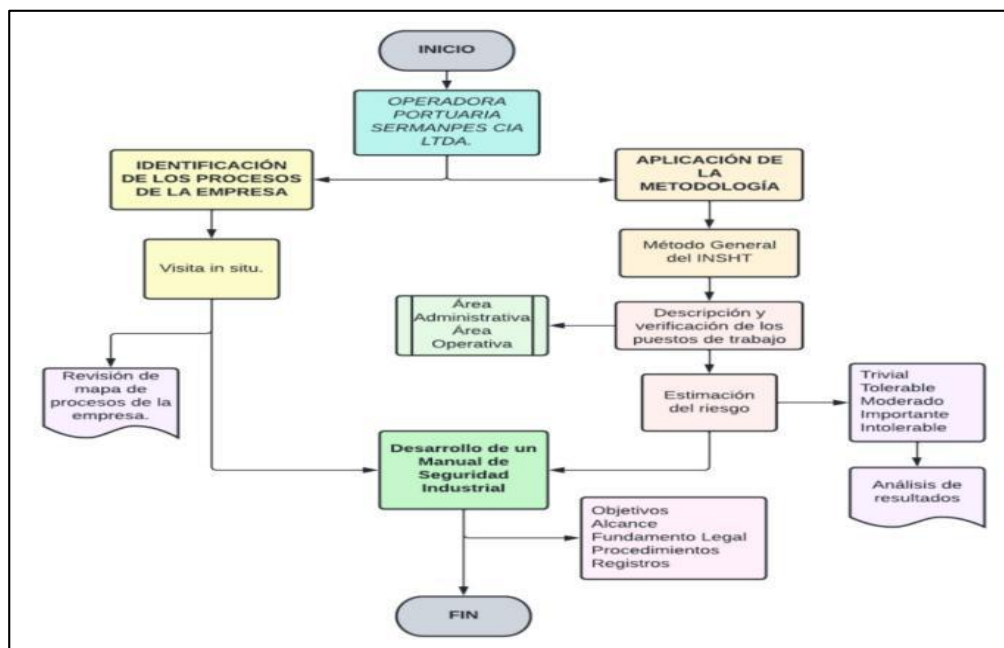 INICIO
OPERADORA
PORTUARIA
SERMANPES CIA
LTDA.
IDENTIFICACIÓN
DE LOS PROCESOS
DE LA EMPRESA
APLICACIÓN DE
LA
METODOLOGÍA
Visita in situ.
Método General
del INSHT
Área
Administrativa
Área
Operativa
Descripción y
verificación de los
puestos de trabajo
Revisión de
mapa de
procesos de la
empresa.
Estimación
del riesgo
Trivial
Tolerable
Moderado
Importante
Intolerable
Desarrollo de un
Manual de
Seguridad
Industrial
Análisis de
resultados
Objetivos
Alcance
Fundamento Legal
Procedimientos
Registros
FIN